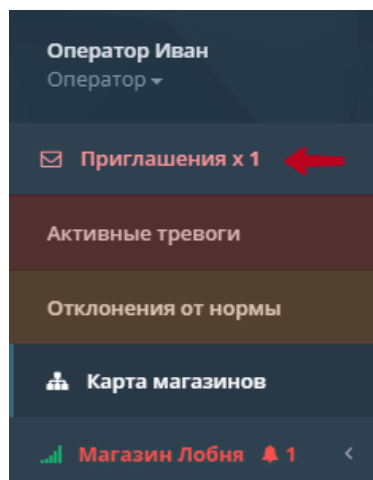 Оператор Иван
Оператор
Приглашения x 1
Активные тревоги
Отклонения от нормы
Карта магазинов
Магазин Лобня 1